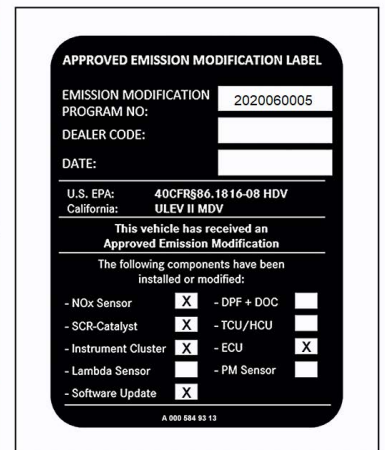 APPROVED EMISSION MODIFICATION LABEL
EMISSION MODIFICATION 2020060005
PROGRAM NO:
DEALER CODE:
DATE:
U.S. EPA: 40CFR§86.1816-08 HDV
California: ULEV II MDV
This vehicle has received an
Approved Emission Modification
The following components have been
installed or modified:
- NOx Sensor X - DPF + DOC
- SCR-Catalyst X - TCU/HCU
- Instrument Cluster X - ECU X
- Lambda Sensor - PM Sensor
- Software Update X
A 000 584 93 13